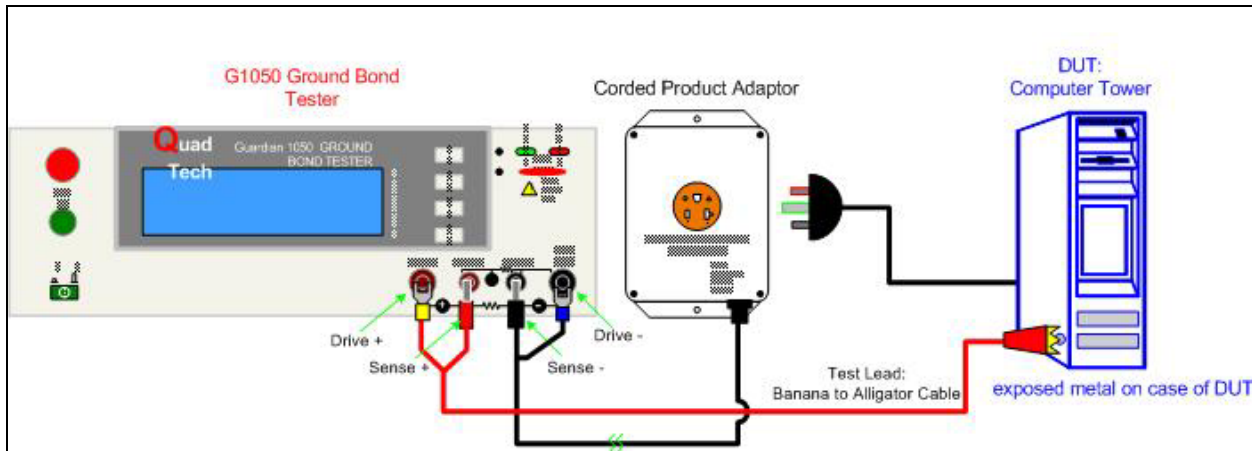 G1050 Ground Bond
Tester
Quad
Tech
Guardian 1050 GROUND
BOND TESTER
Corded Product Adaptor
DUT:
Computer Tower
Drive +
Sense +
Sense -
Drive -
Test Lead:
Banana to Alligator Cable
exposed metal on case of DUT